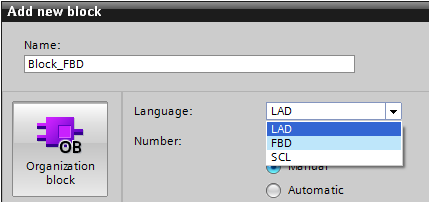 Add new block
Name:
Block_FBD
Language:
LAD
LAD
FBD
SCL
Number:
Manual
Automatic
OB
Organization
block